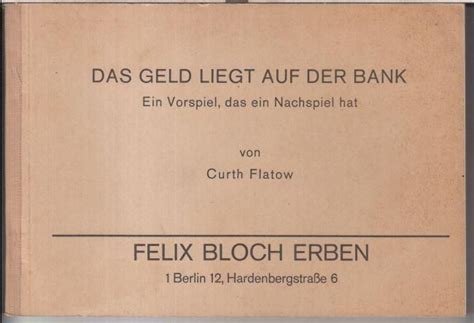 DAS GELD LIEGT AUF DER BANK
Ein Vorspiel, das ein Nachspiel hat
von
Curth Flatow
FELIX BLOCH ERBEN
1 Berlin 12, Hardenbergstraße 6